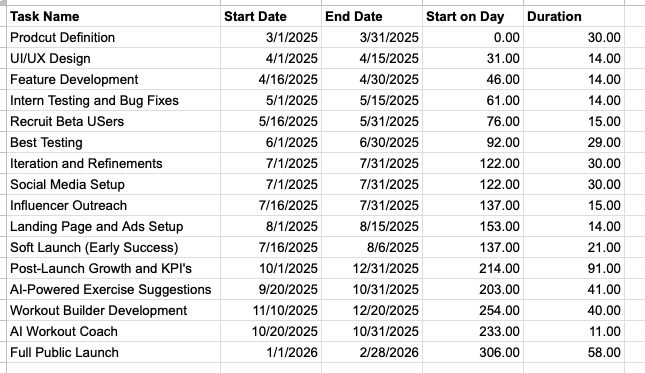 Task Name Start Date End Date Start on Day Duration
Prodcut Definition 3/1/2025 3/31/2025 0.00 30.00
UI/UX Design 4/1/2025 4/15/2025 31.00 14.00
Feature Development 4/16/2025 4/30/2025 46.00 14.00
Intern Testing and Bug Fixes 5/1/2025 5/15/2025 61.00 14.00
Recruit Beta USers 5/16/2025 5/31/2025 76.00 15.00
Best Testing 6/1/2025 6/30/2025 92.00 29.00
Iteration and Refinements 7/1/2025 7/31/2025 122.00 30.00
Social Media Setup 7/1/2025 7/31/2025 122.00 30.00
Influencer Outreach 7/16/2025 7/31/2025 137.00 15.00
Landing Page and Ads Setup 8/1/2025 8/15/2025 153.00 14.00
Soft Launch (Early Success) 7/16/2025 8/6/2025 137.00 21.00
Post-Launch Growth and KPI's 10/1/2025 12/31/2025 214.00 91.00
AI-Powered Exercise Suggestions 9/20/2025 10/31/2025 203.00 41.00
Workout Builder Development 11/10/2025 12/20/2025 254.00 40.00
AI Workout Coach 10/20/2025 10/31/2025 233.00 11.00
Full Public Launch 1/1/2026 2/28/2026 306.00 58.00